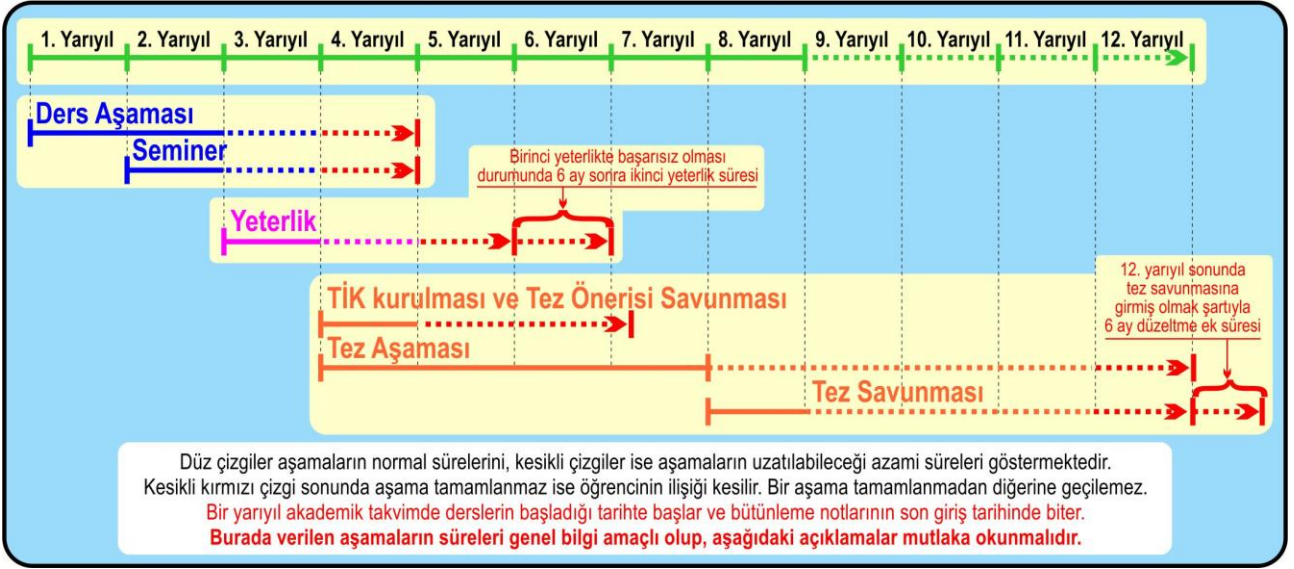 1. Yarıyıl 2. Yarıyıl 3. Yarıyıl 4. Yarıyıl 5. Yarıyıl 6. Yarıyıl 7. Yarıyıl 8. Yarıyıl 9. Yarıyıl 10. Yarıyıl 11. Yarıyıl 12. Yarıyıl
Ders Aşaması
Seminer
Birinci yeterlikte başarısız olması
durumunda 6 ay sonra ikinci yeterlik süresi
Yeterlik
TİK kurulması ve Tez Önerisi Savunması
Tez Aşaması
12. yarıyıl sonunda
tez savunmasına
girmiş olmak şartıyla
6 ay düzeltme ek süresi
Tez Savunması
Düz çizgiler aşamaların normal sürelerini, kesikli çizgiler ise aşamaların uzatılabileceği azami süreleri göstermektedir.
Kesikli kırmızı çizgi sonunda aşama tamamlanmaz ise öğrencinin ilişiği kesilir. Bir aşama tamamlanmadan diğerine geçilemez.
Bir yarıyıl akademik takvimde derslerin başladığı tarihte başlar ve bütünleme notlarının son giriş tarihinde biter.
Burada verilen aşamaların süreleri genel bilgi amaçlı olup, aşağıdaki açıklamalar mutlaka okunmalıdır.